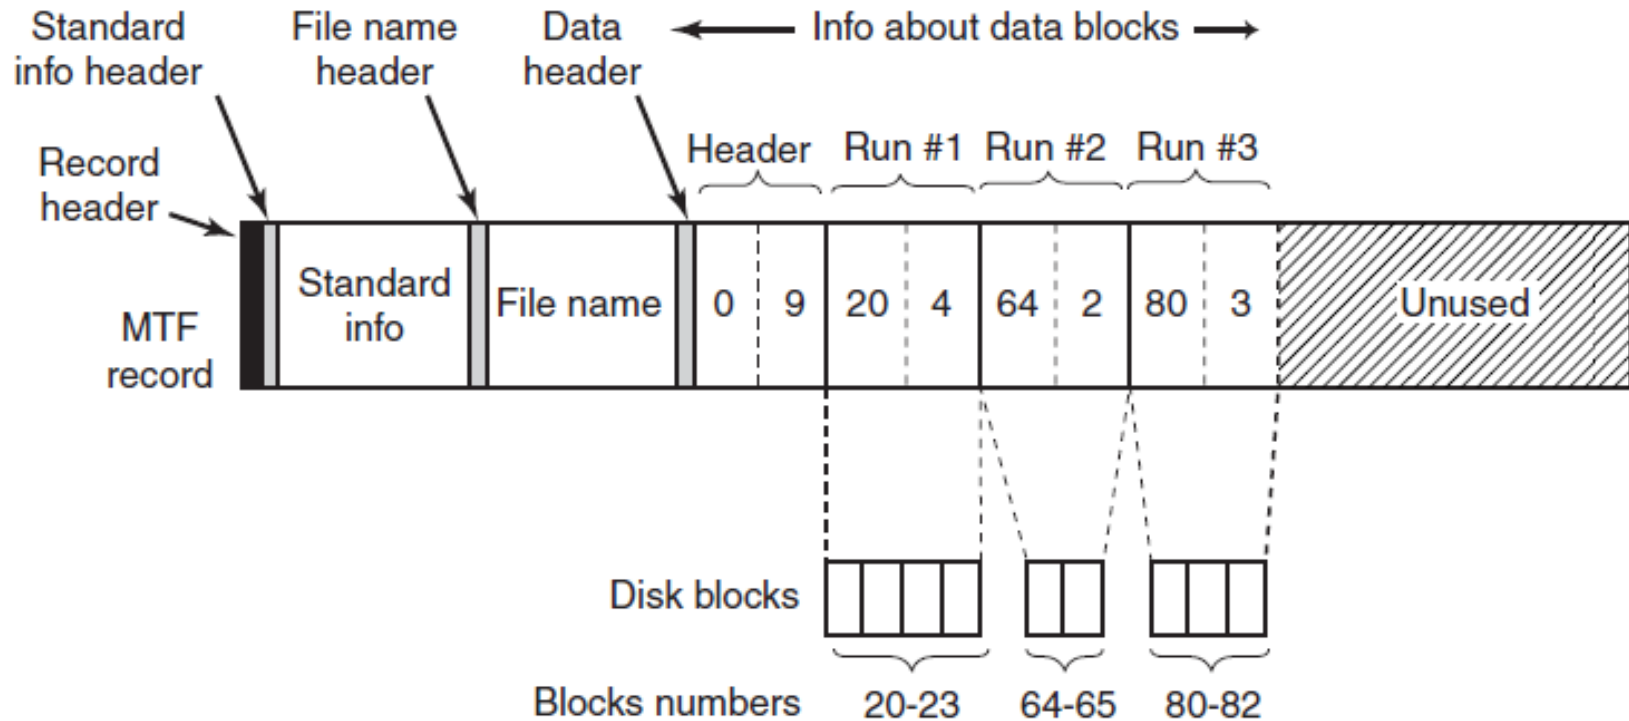 Standard
info header
File name
header
Data
header
Info about data blocks
Record
header
Header
Run #1
Run #2
Run #3
MTF
record
Standard
info
File name
0
9
20
4
64
2
80
3
Unused
Disk blocks
Blocks numbers
20-23
64-65
80-82